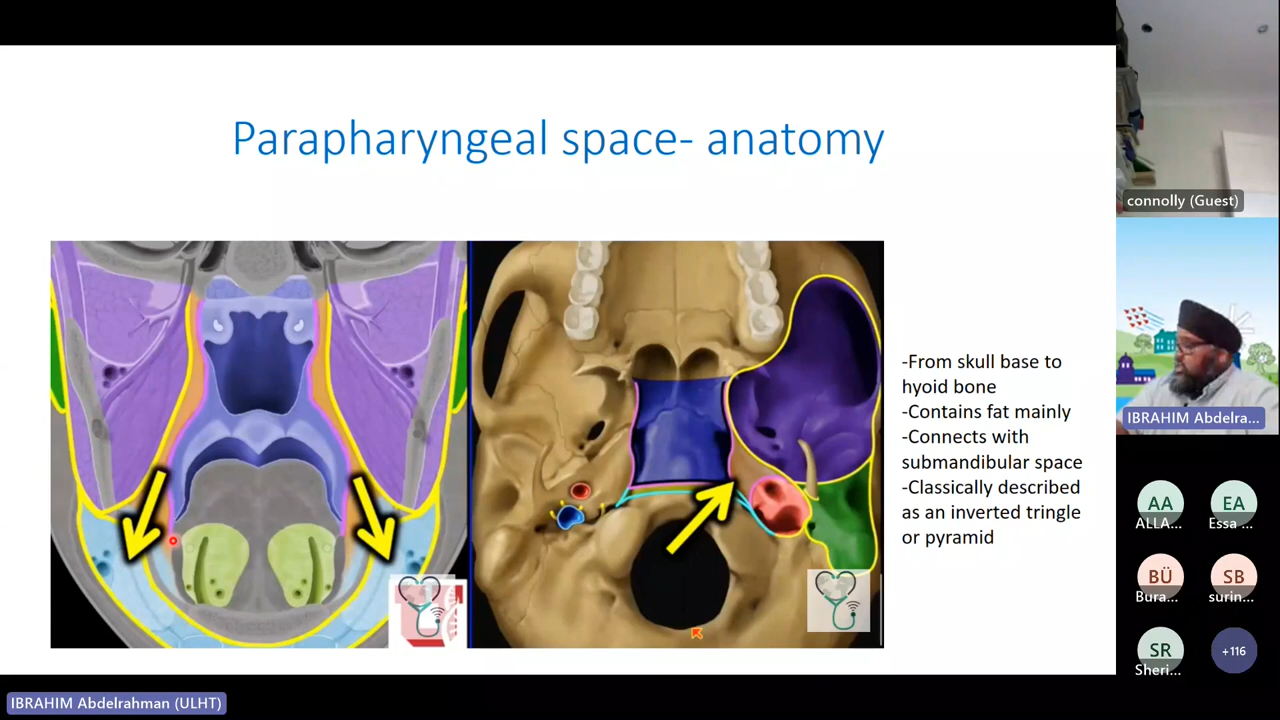 Parapharyngeal space- anatomy
-From skull base to
hyoid bone
-Contains fat mainly
-Connects with
submandibular space
-Classically described
as an inverted tringle
or pyramid
connolly (Guest)
IBRAHIM Abdelra...
AA
EA
ALLA...
Essa ...
BÜ
SB
Bura...
surin...
SR
+116
Sheri...
IBRAHIM Abdelrahman (ULHT)